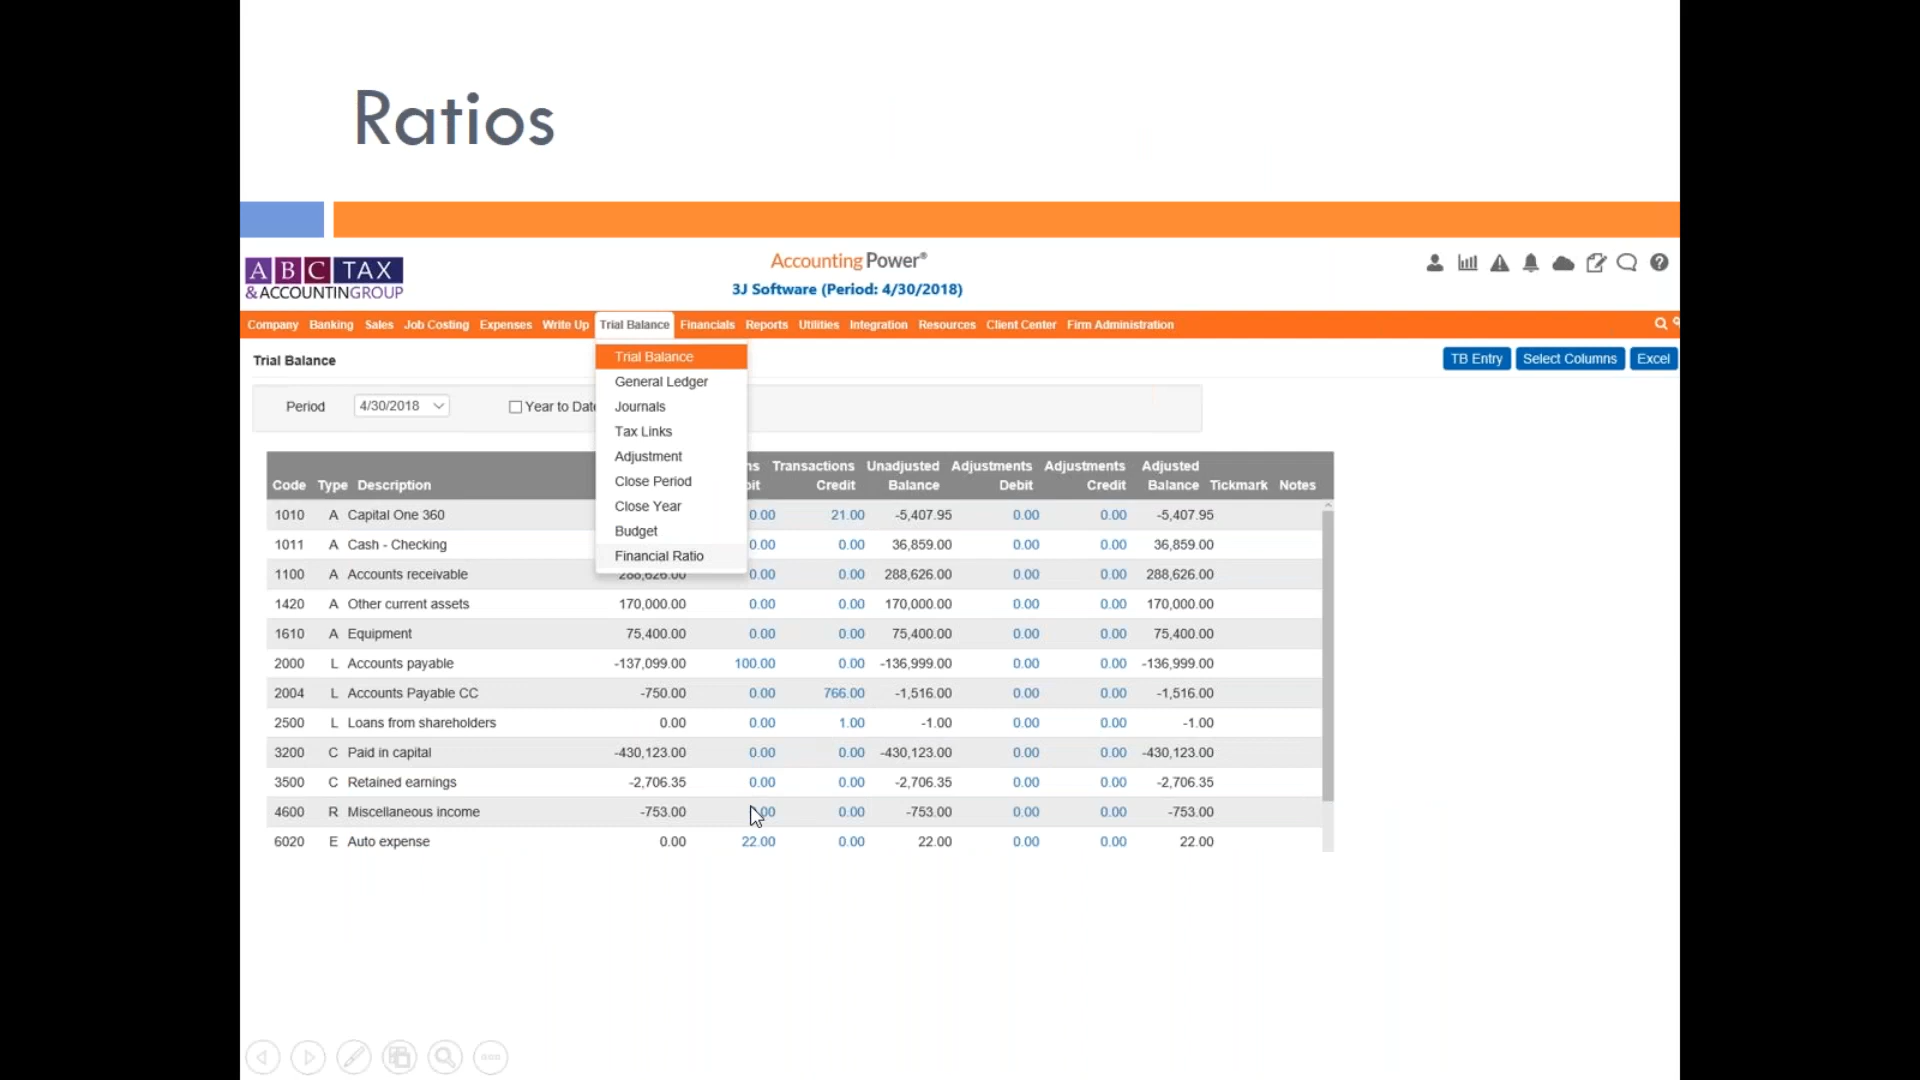 Ratios
ABC TAX
& ACCOUNTINGGROUP
Accounting Power®
3J Software (Period: 4/30/2018)
Company Banking Sales Job Costing Expenses Write Up Trial Balance Financials Reports Utilities Integration Resources Client Center Firm Administration
Trial Balance
TB Entry Select Columns Excel
Period 4/30/2018 Year to Date
Trial Balance
General Ledger
Journals
Tax Links
Adjustment
Close Period
Close Year
Budget
Financial Ratio
Transactions Unadjusted Adjustments Adjustments Adjusted
Code Type Description Credit Balance Debit Credit Balance Tickmark Notes
1010 A Capital One 360 0.00 21.00 -5,407.95 0.00 0.00 -5,407.95
1011 A Cash - Checking 0.00 0.00 36,859.00 0.00 0.00 36,859.00
1100 A Accounts receivable 288,626.00 0.00 0.00 288,626.00 0.00 0.00 288,626.00
1420 A Other current assets 170,000.00 0.00 0.00 170,000.00 0.00 0.00 170,000.00
1610 A Equipment 75,400.00 0.00 0.00 75,400.00 0.00 0.00 75,400.00
2000 L Accounts payable -137,099.00 100.00 0.00 -136,999.00 0.00 0.00 -136,999.00
2004 L Accounts Payable CC -750.00 0.00 766.00 -1,516.00 0.00 0.00 -1,516.00
2500 L Loans from shareholders 0.00 0.00 1.00 -1.00 0.00 0.00 -1.00
3200 C Paid in capital -430,123.00 0.00 0.00 -430,123.00 0.00 0.00 -430,123.00
3500 C Retained earnings -2,706.35 0.00 0.00 -2,706.35 0.00 0.00 -2,706.35
4600 R Miscellaneous income -753.00 0.00 0.00 -753.00 0.00 0.00 -753.00
6020 E Auto expense 0.00 22.00 0.00 22.00 0.00 0.00 22.00